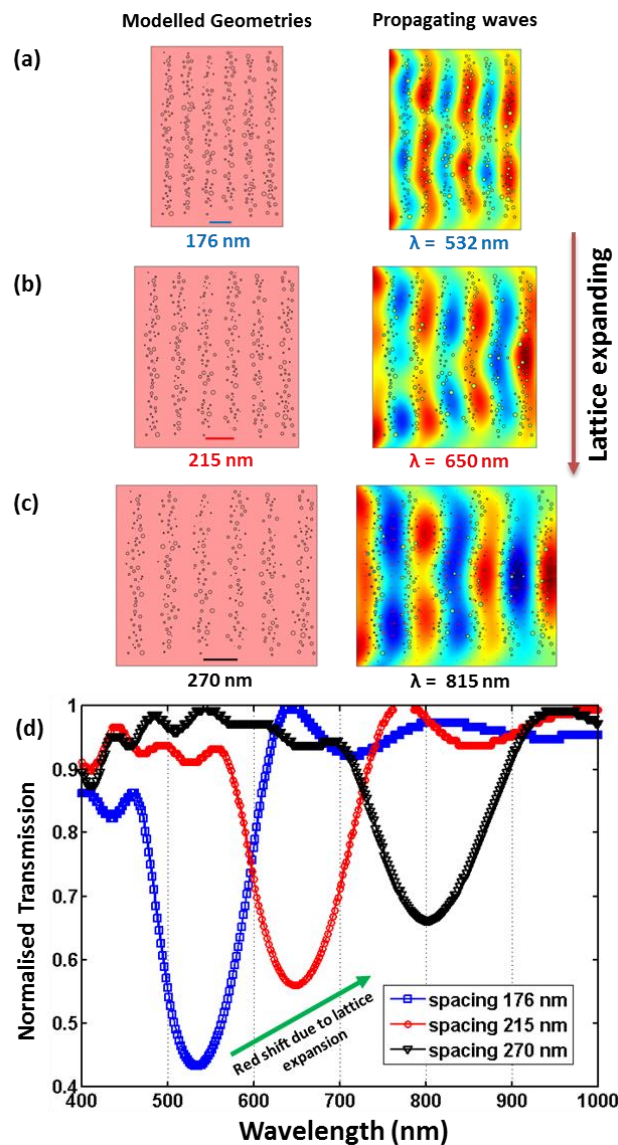 Modelled Geometries
Propagating waves
(a)
176 nm
λ = 532 nm
(b)
215 nm
λ = 650 nm
Lattice expanding
(c)
270 nm
λ = 815 nm
(d)
1
0.9
0.8
0.7
0.6
0.5
0.4
Normalised Transmission
Red shift due to lattice
expansion
spacing 176 nm
spacing 215 nm
spacing 270 nm
400 500 600 700 800 900 1000
Wavelength (nm)